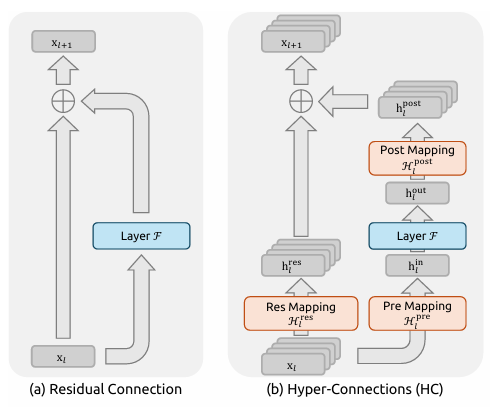 x_{l+1}
Layer ℱ
x_l
(a) Residual Connection
x_{l+1}
h_l^{post}
Post Mapping
ℋ_l^{post}
h_l^{out}
Layer ℱ
h_l^{res}
h_l^{in}
Res Mapping
ℋ_l^{res}
Pre Mapping
ℋ_l^{pre}
x_l
(b) Hyper-Connections (HC)